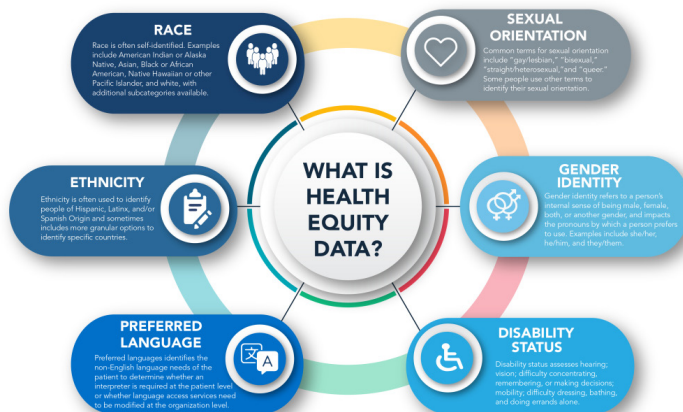 RACE
Race is often self-identified. Examples
include American Indian or Alaska
Native, Asian, Black or African
American, Native Hawaiian or other
Pacific Islander, and white, with
additional subcategories available.
SEXUAL
ORIENTATION
Common terms for sexual orientation
include “gay/lesbian,” “bisexual,”
“straight/heterosexual,”and “queer.”
Some people use other terms to
identify their sexual orientation.
ETHNICITY
Ethnicity is often used to identify
people of Hispanic, Latinx, and/or
Spanish Origin and sometimes
includes more granular options to
identify specific countries.
WHAT IS
HEALTH
EQUITY
DATA?
GENDER
IDENTITY
Gender identity refers to a person’s
internal sense of being male, female,
both, or another gender, and impacts
the pronouns by which a person prefers
to use. Examples include she/her,
he/him, and they/them.
PREFERRED
LANGUAGE
Preferred languages identifies the
non-English language needs of the
patient to determine whether an
interpreter is required at the patient level
or whether language access services need
to be modified at the organization level.
文
A
DISABILITY
STATUS
Disability status assesses hearing;
vision; difficulty concentrating,
remembering, or making decisions;
mobility; difficulty dressing, bathing,
and doing errands alone.